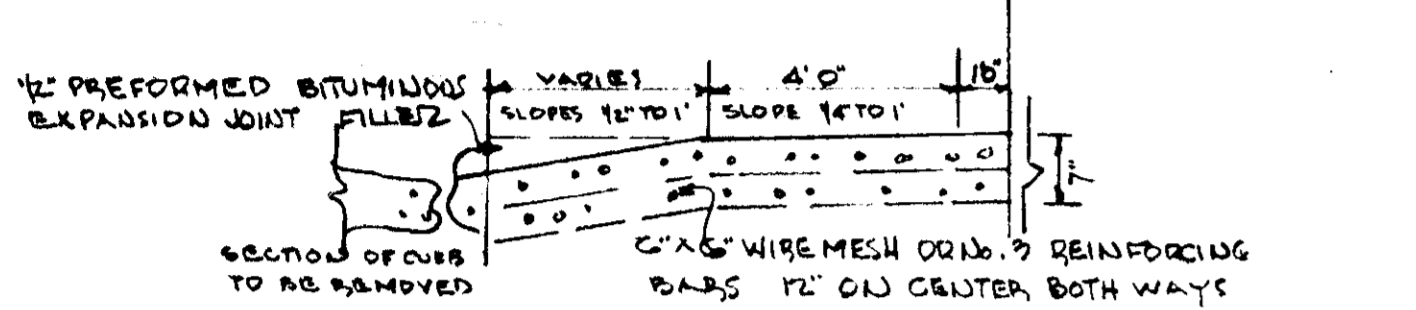 1/2" PREFORMED BITUMINOUS
EXPANSION JOINT FILLER
VARIES
SLOPES 1/2" TO 1'
4' 0"
SLOPE 1/4 TO 1'
18"
7"
SECTION OF CURB
TO BE REMOVED
6" X 6" WIRE MESH OR No. 3 REINFORCING
BARS 12" ON CENTER BOTH WAYS